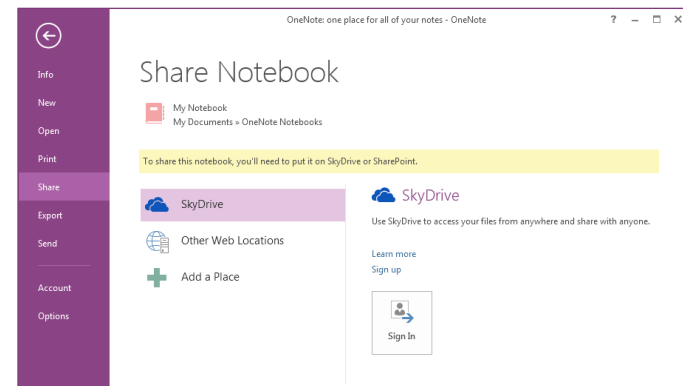 OneNote: one place for all of your notes - OneNote
?
Info
New
Open
Print
Share
Export
Send
Account
Options
Share Notebook
My Notebook
My Documents » OneNote Notebooks
To share this notebook, you'll need to put it on SkyDrive or SharePoint.
SkyDrive
Other Web Locations
Add a Place
SkyDrive
Use SkyDrive to access your files from anywhere and share with anyone.
Learn more
Sign up
Sign In